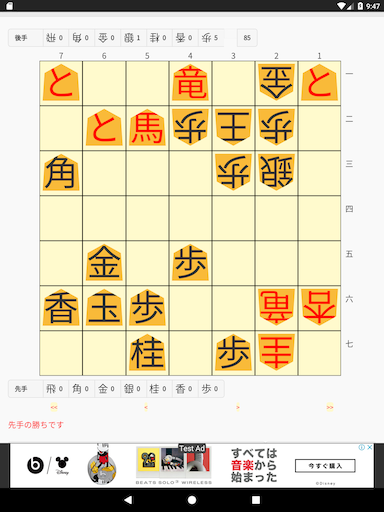 9:47
後手 飛 0 角 0 金 0 銀 1 桂 0 香 0 歩 5 85
7 6 5 4 3 2 1
と 竜 金 と 一
と 馬 歩 王 歩 二
角 歩 銀 三
四
金 歩 五
香 玉 歩 竜 杏 六
桂 歩 圭 七
先手 飛 0 角 0 金 0 銀 0 桂 0 香 0 歩 0
<< < > >>
先手の勝ちです
Test Ad
beats Disney
BEATS SOLO³ WIRELESS
すべては
音楽から
始まった
今すぐ購入
©Disney